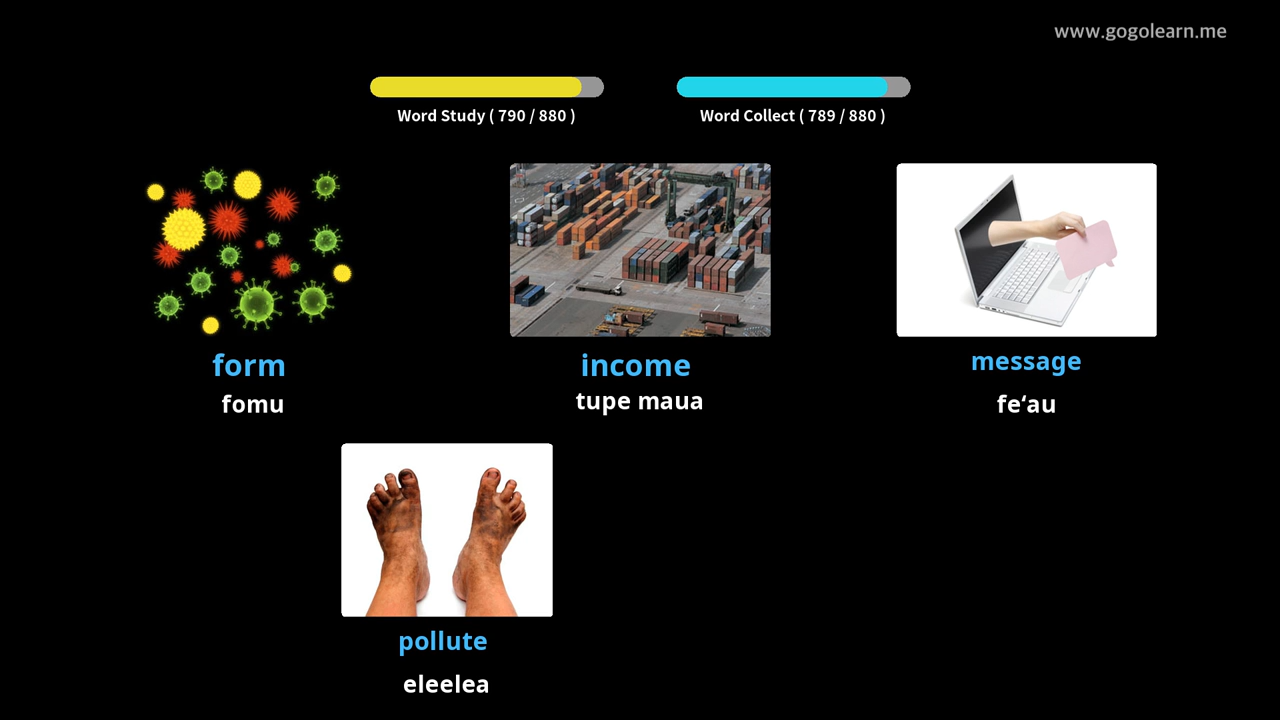 www.gogolearn.me
Word Study ( 790 / 880 )
Word Collect ( 789 / 880 )
form
fomu
income
tupe maua
message
fe‘au
pollute
eleelea